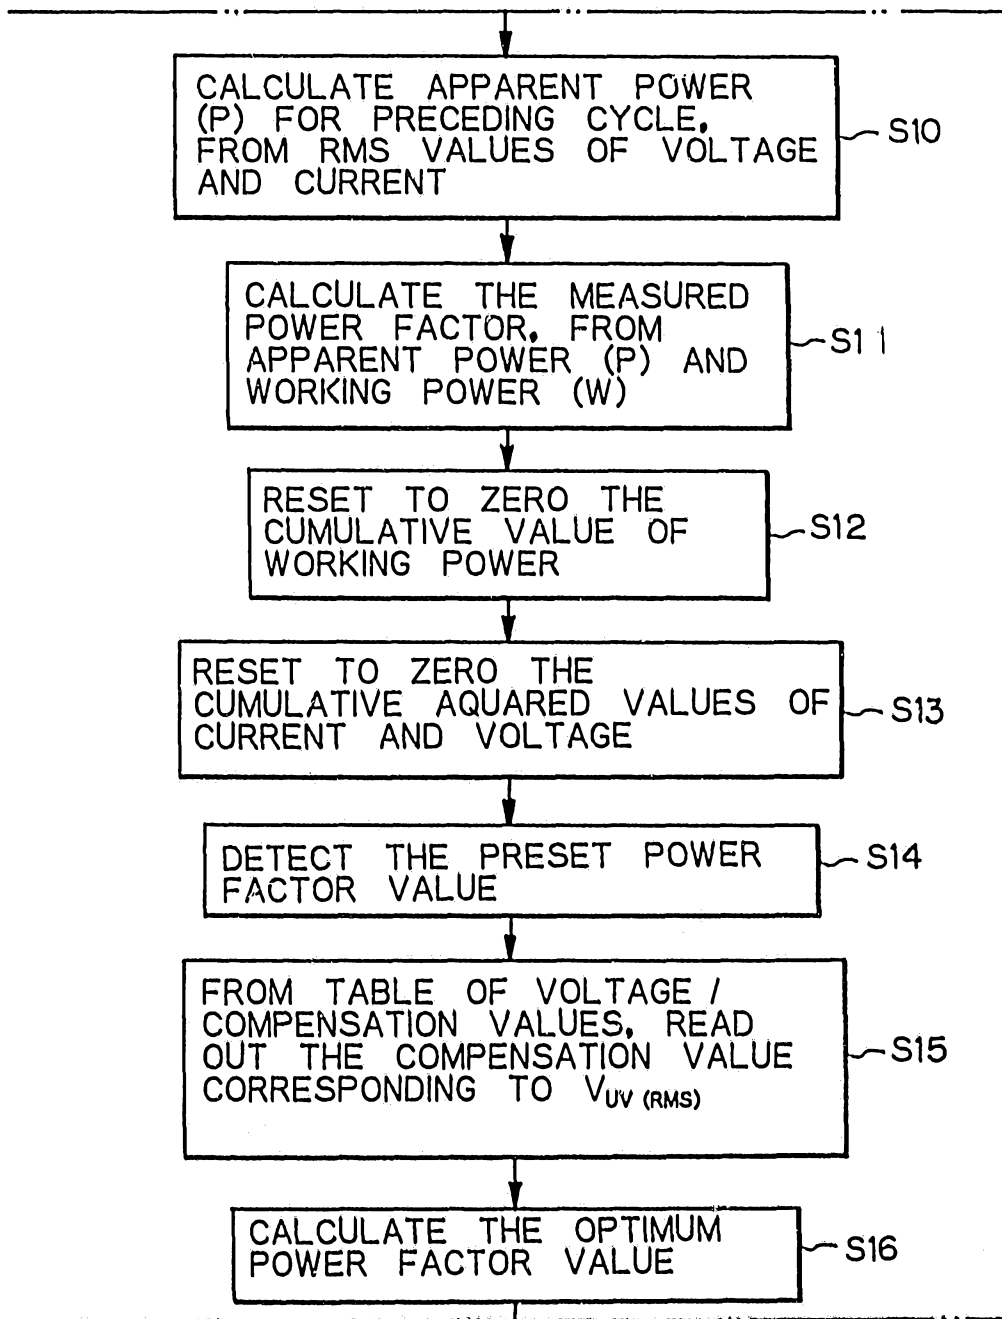 CALCULATE APPARENT POWER
(P) FOR PRECEDING CYCLE,
FROM RMS VALUES OF VOLTAGE
AND CURRENT
S10
CALCULATE THE MEASURED
POWER FACTOR, FROM
APPARENT POWER (P) AND
WORKING POWER (W)
S11
RESET TO ZERO THE
CUMULATIVE VALUE OF
WORKING POWER
S12
RESET TO ZERO THE
CUMULATIVE AQUARED VALUES OF
CURRENT AND VOLTAGE
S13
DETECT THE PRESET POWER
FACTOR VALUE
S14
FROM TABLE OF VOLTAGE /
COMPENSATION VALUES, READ
OUT THE COMPENSATION VALUE
CORRESPONDING TO VUV (RMS)
S15
CALCULATE THE OPTIMUM
POWER FACTOR VALUE
S16